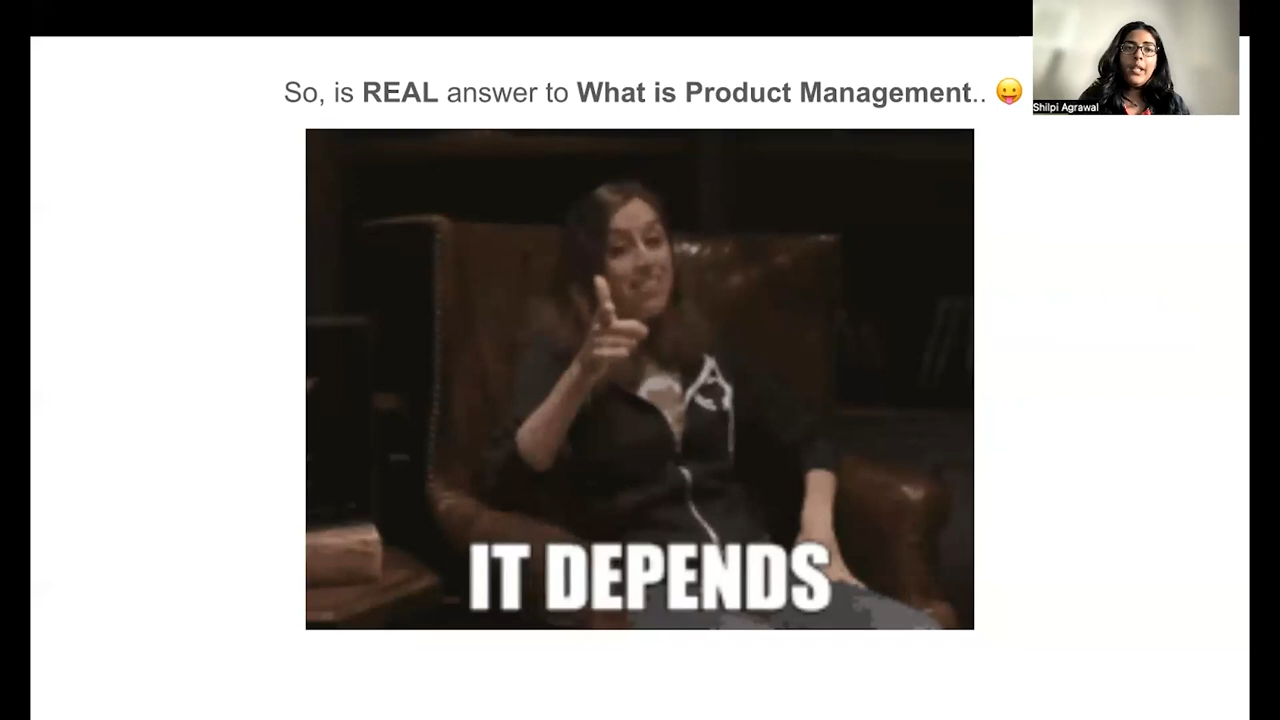 So, is REAL answer to What is Product Management.. 😛
Shilpi Agrawal
IT DEPENDS